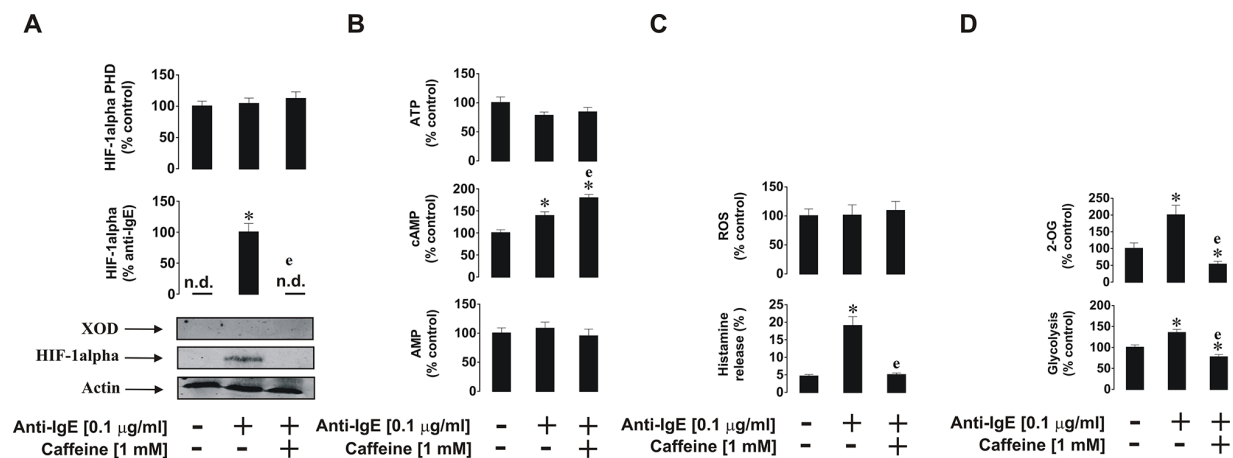 A
HIF-1alpha PHD
(% control)
150
100
50
0
HIF-1alpha
(% anti-IgE)
150
100
50
0
n.d.
*
e
n.d.
XOD
HIF-1alpha
Actin
Anti-IgE [0.1 μg/ml] - + +
Caffeine [1 mM] - - +
B
ATP
(% control)
150
100
50
0
cAMP
(% control)
200
150
100
50
0
*
e
*
AMP
(% control)
150
100
50
0
Anti-IgE [0.1 μg/ml] - + +
Caffeine [1 mM] - - +
C
ROS
(% control)
150
100
50
0
Histamine
release (%)
25
20
15
10
5
0
*
e
Anti-IgE [0.1 μg/ml] - + +
Caffeine [1 mM] - - +
D
2-OG
(% control)
250
200
150
100
50
0
*
e
*
Glycolysis
(% control)
200
150
100
50
0
*
e
*
Anti-IgE [0.1 μg/ml] - + +
Caffeine [1 mM] - - +